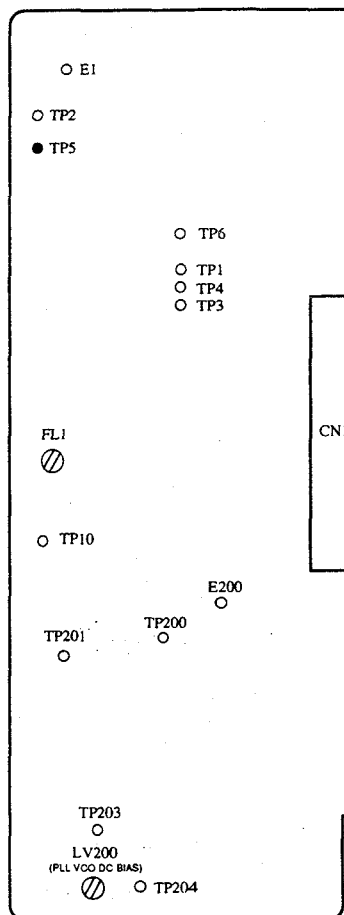 E1
TP2
TP5
TP6
TP1
TP4
TP3
FL1
CN
TP10
E200
TP200
TP201
TP203
LV200
(PLL VCO DC BIAS)
TP204